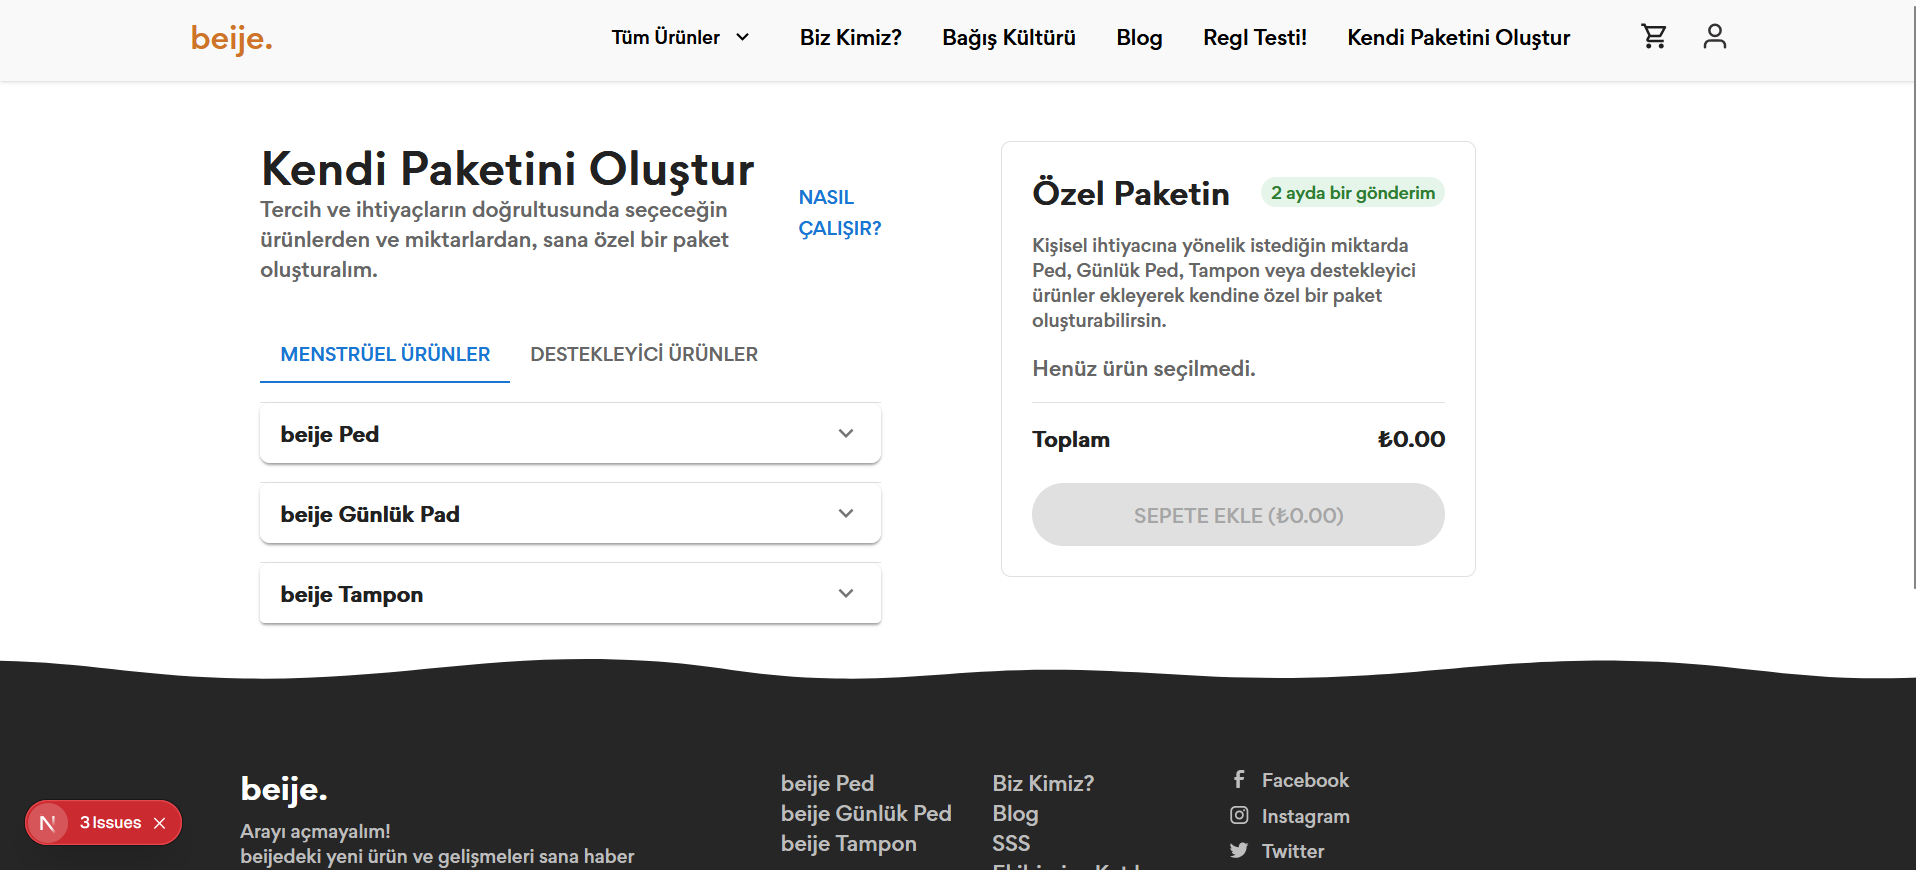 beije.
Tüm Ürünler
Biz Kimiz?
Bağış Kültürü
Blog
Regl Testi!
Kendi Paketini Oluştur
Kendi Paketini Oluştur
Tercih ve ihtiyaçların doğrultusunda seçeceğin
ürünlerden ve miktarlardan, sana özel bir paket
oluşturalım.
NASIL
ÇALIŞIR?
MENSTRÜEL ÜRÜNLER
DESTEKLEYİCİ ÜRÜNLER
beije Ped
beije Günlük Pad
beije Tampon
Özel Paketin
2 ayda bir gönderim
Kişisel ihtiyacına yönelik istediğin miktarda
Ped, Günlük Ped, Tampon veya destekleyici
ürünler ekleyerek kendine özel bir paket
oluşturabilirsin.
Henüz ürün seçilmedi.
Toplam
₺0.00
SEPETE EKLE (₺0.00)
beije.
Arayı açmayalım!
beijedeki yeni ürün ve gelişmeleri sana haber
beije Ped
beije Günlük Ped
beije Tampon
Biz Kimiz?
Blog
SSS
Facebook
Instagram
Twitter
N
3 Issues